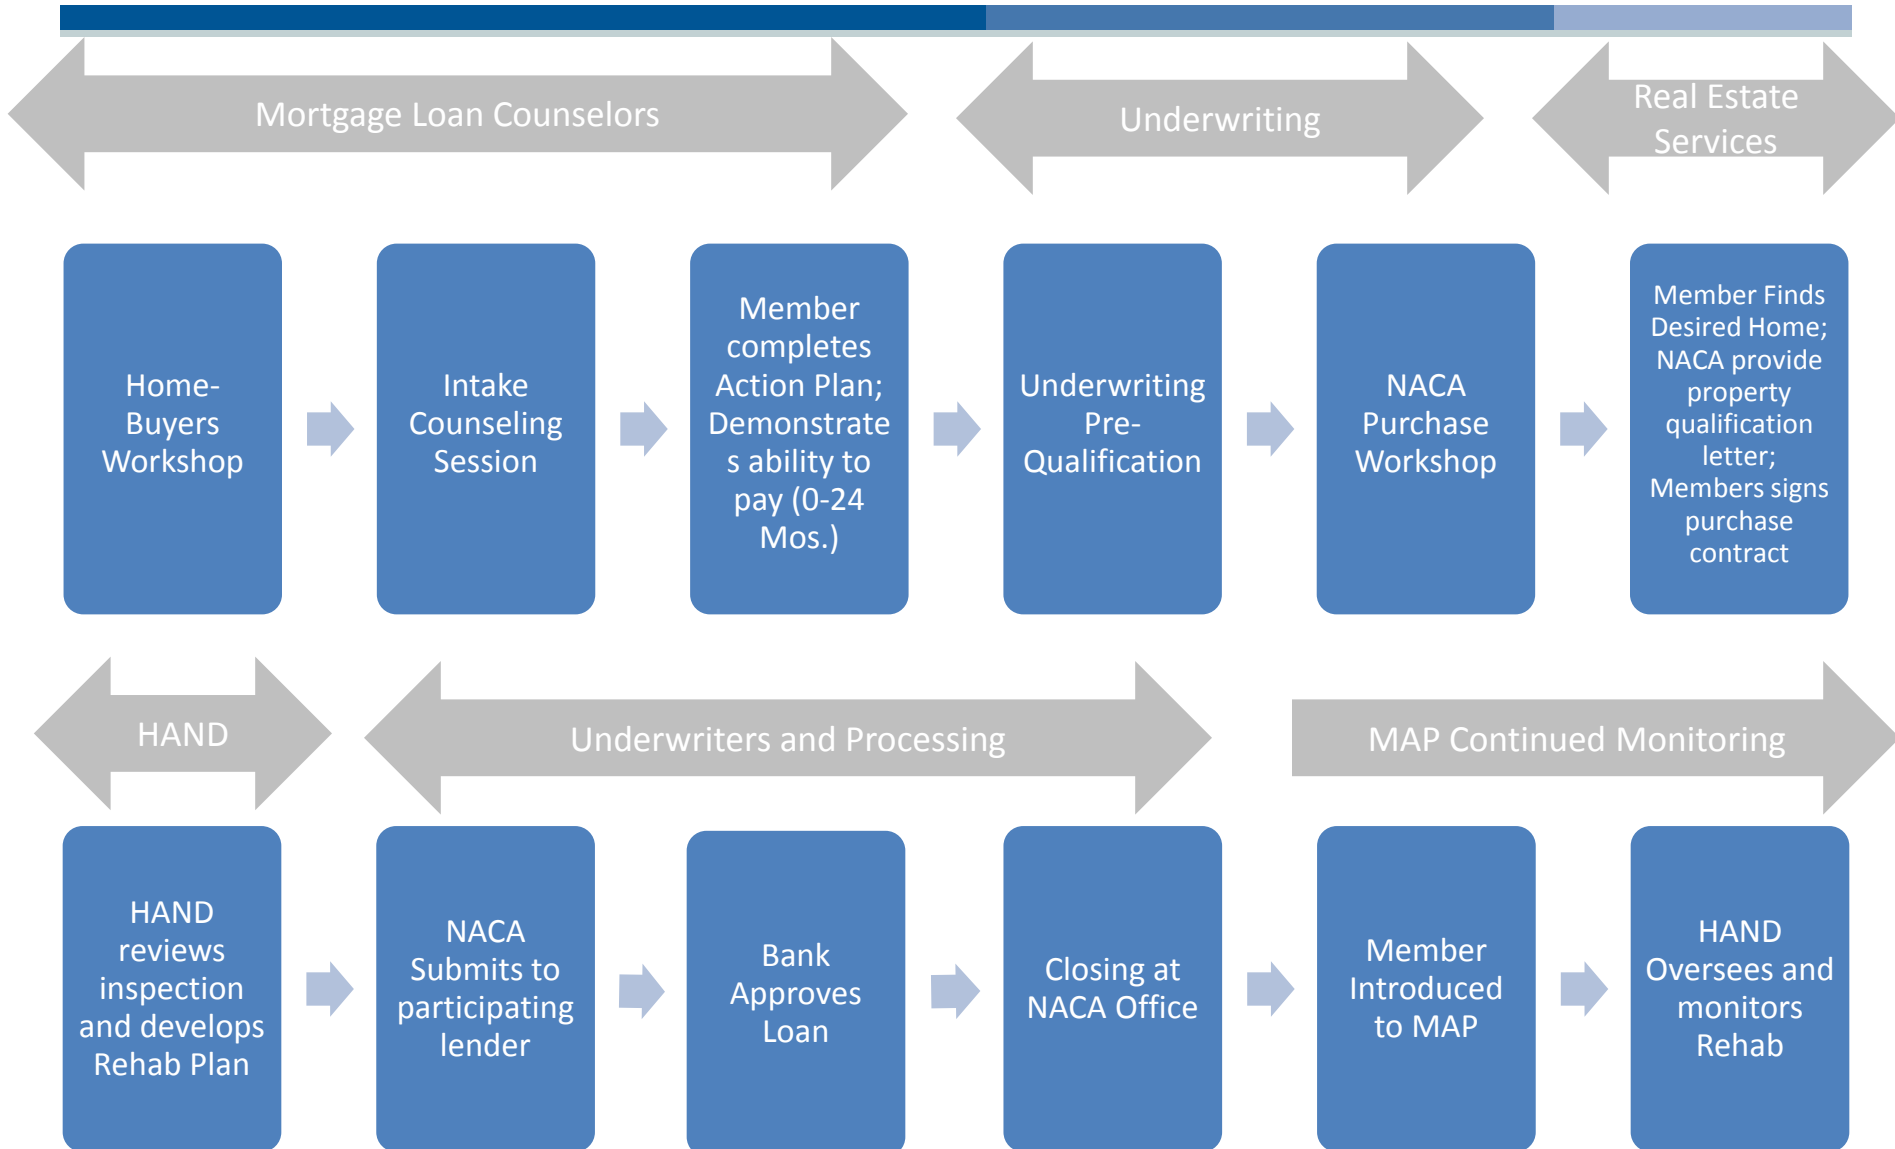 Mortgage Loan Counselors
Underwriting
Real Estate
Services
Home-
Buyers
Workshop
Intake
Counseling
Session
Member
completes
Action Plan;
Demonstrate
s ability to
pay (0-24
Mos.)
Underwriting
Pre-
Qualification
NACA
Purchase
Workshop
Member Finds
Desired Home;
NACA provide
property
qualification
letter;
Members signs
purchase
contract
HAND
Underwriters and Processing
MAP Continued Monitoring
HAND
reviews
inspection
and develops
Rehab Plan
NACA
Submits to
participating
lender
Bank
Approves
Loan
Closing at
NACA Office
Member
Introduced
to MAP
HAND
Oversees and
monitors
Rehab